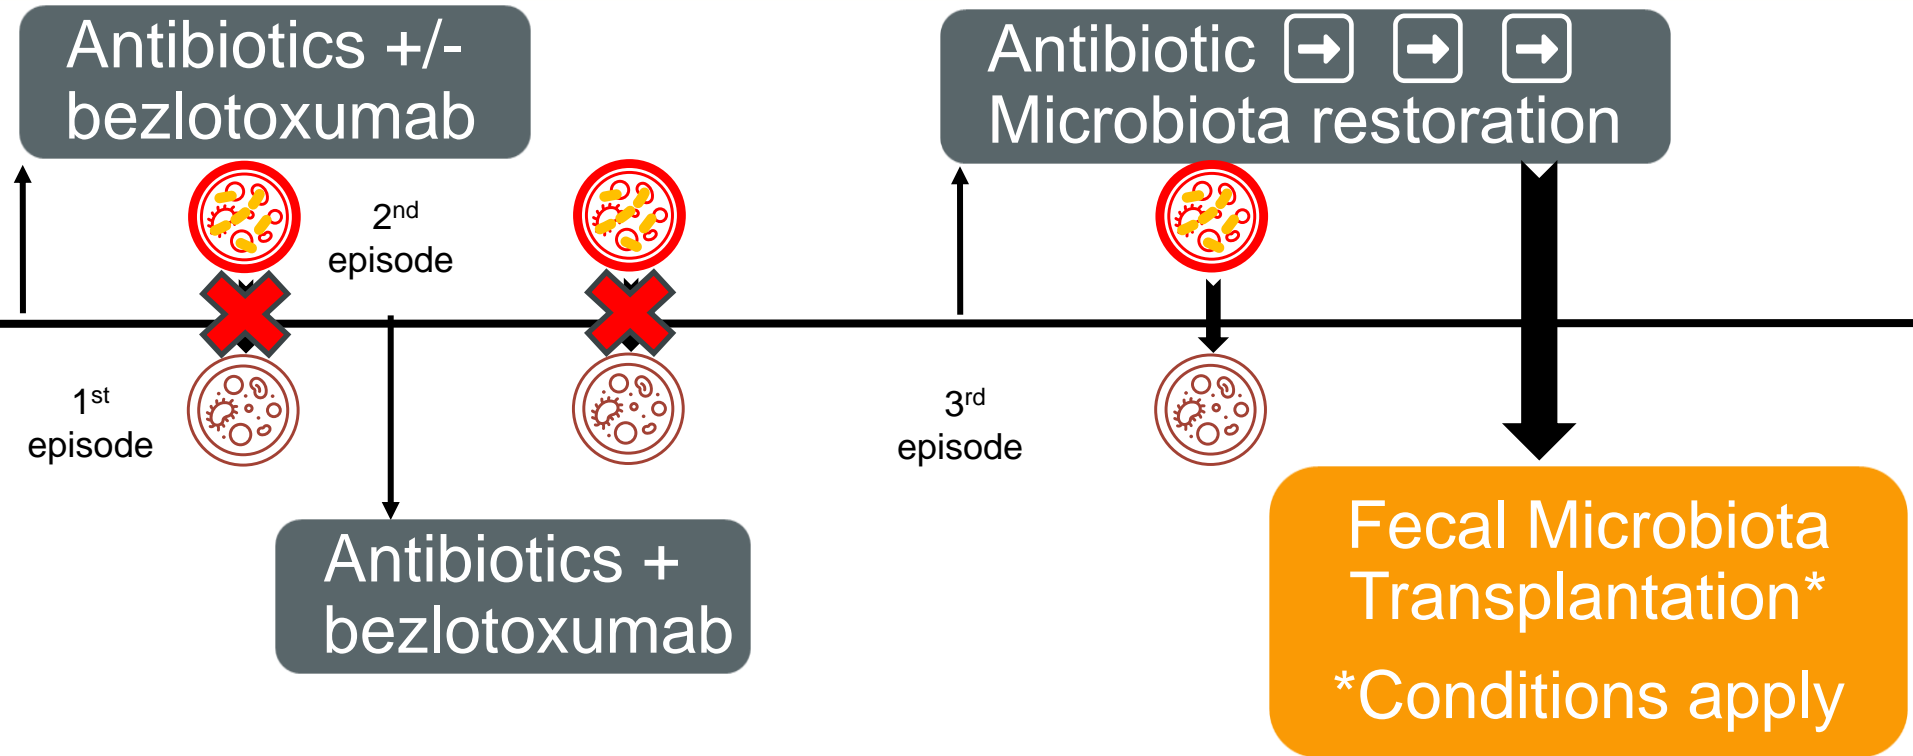 Antibiotics +/-
bezlotoxumab
Antibiotic ➡ ➡ ➡
Microbiota restoration
2nd
episode
1st
episode
3rd
episode
Antibiotics +
bezlotoxumab
Fecal Microbiota
Transplantation*
*Conditions apply